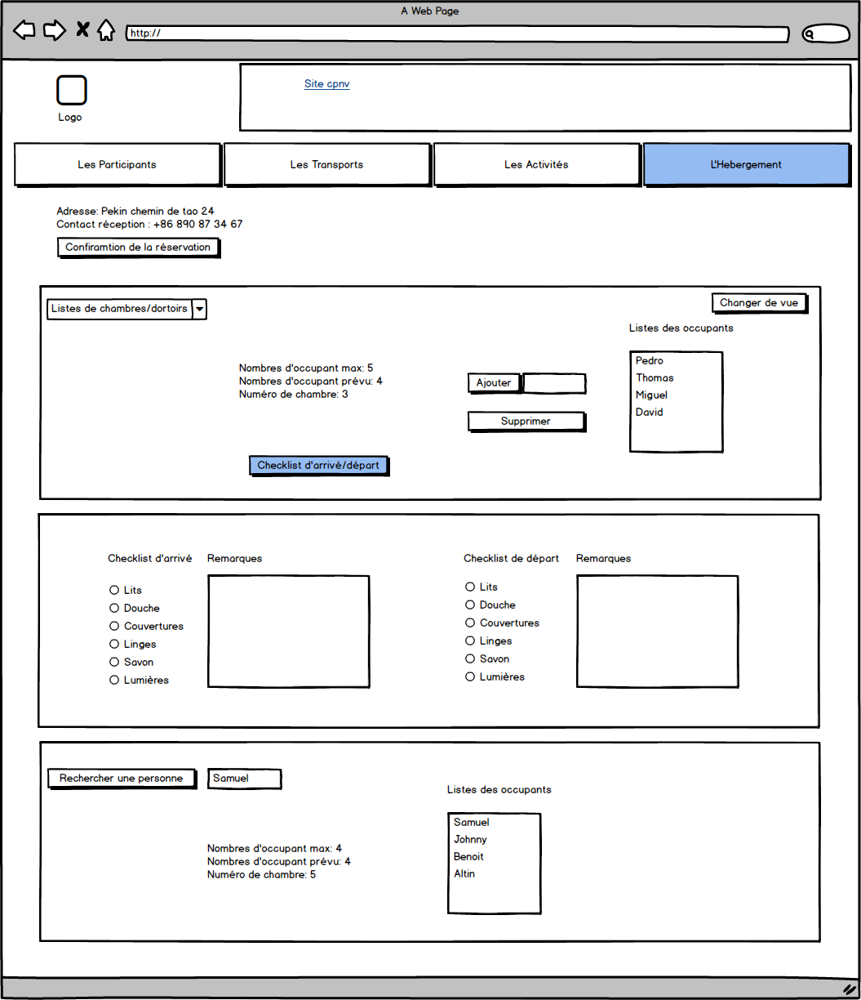 A Web Page
http://
Site cpnv
Logo
Les Participants
Les Transports
Les Activités
L'Hebergement
Adresse: Pekin chemin de tao 24
Contact réception : +86 890 87 34 67
Confiramtion de la réservation
Listes de chambres/dortoirs
Changer de vue
Listes des occupants
Nombres d'occupant max: 5
Nombres d'occupant prévu: 4
Numéro de chambre: 3
Ajouter
Supprimer
Pedro
Thomas
Miguel
David
Checklist d'arrivé/départ
Checklist d'arrivé
Remarques
Lits
Douche
Couvertures
Linges
Savon
Lumières
Checklist de départ
Remarques
Lits
Douche
Couvertures
Linges
Savon
Lumières
Rechercher une personne
Samuel
Listes des occupants
Samuel
Johnny
Benoit
Altin
Nombres d'occupant max: 4
Nombres d'occupant prévu: 4
Numéro de chambre: 5